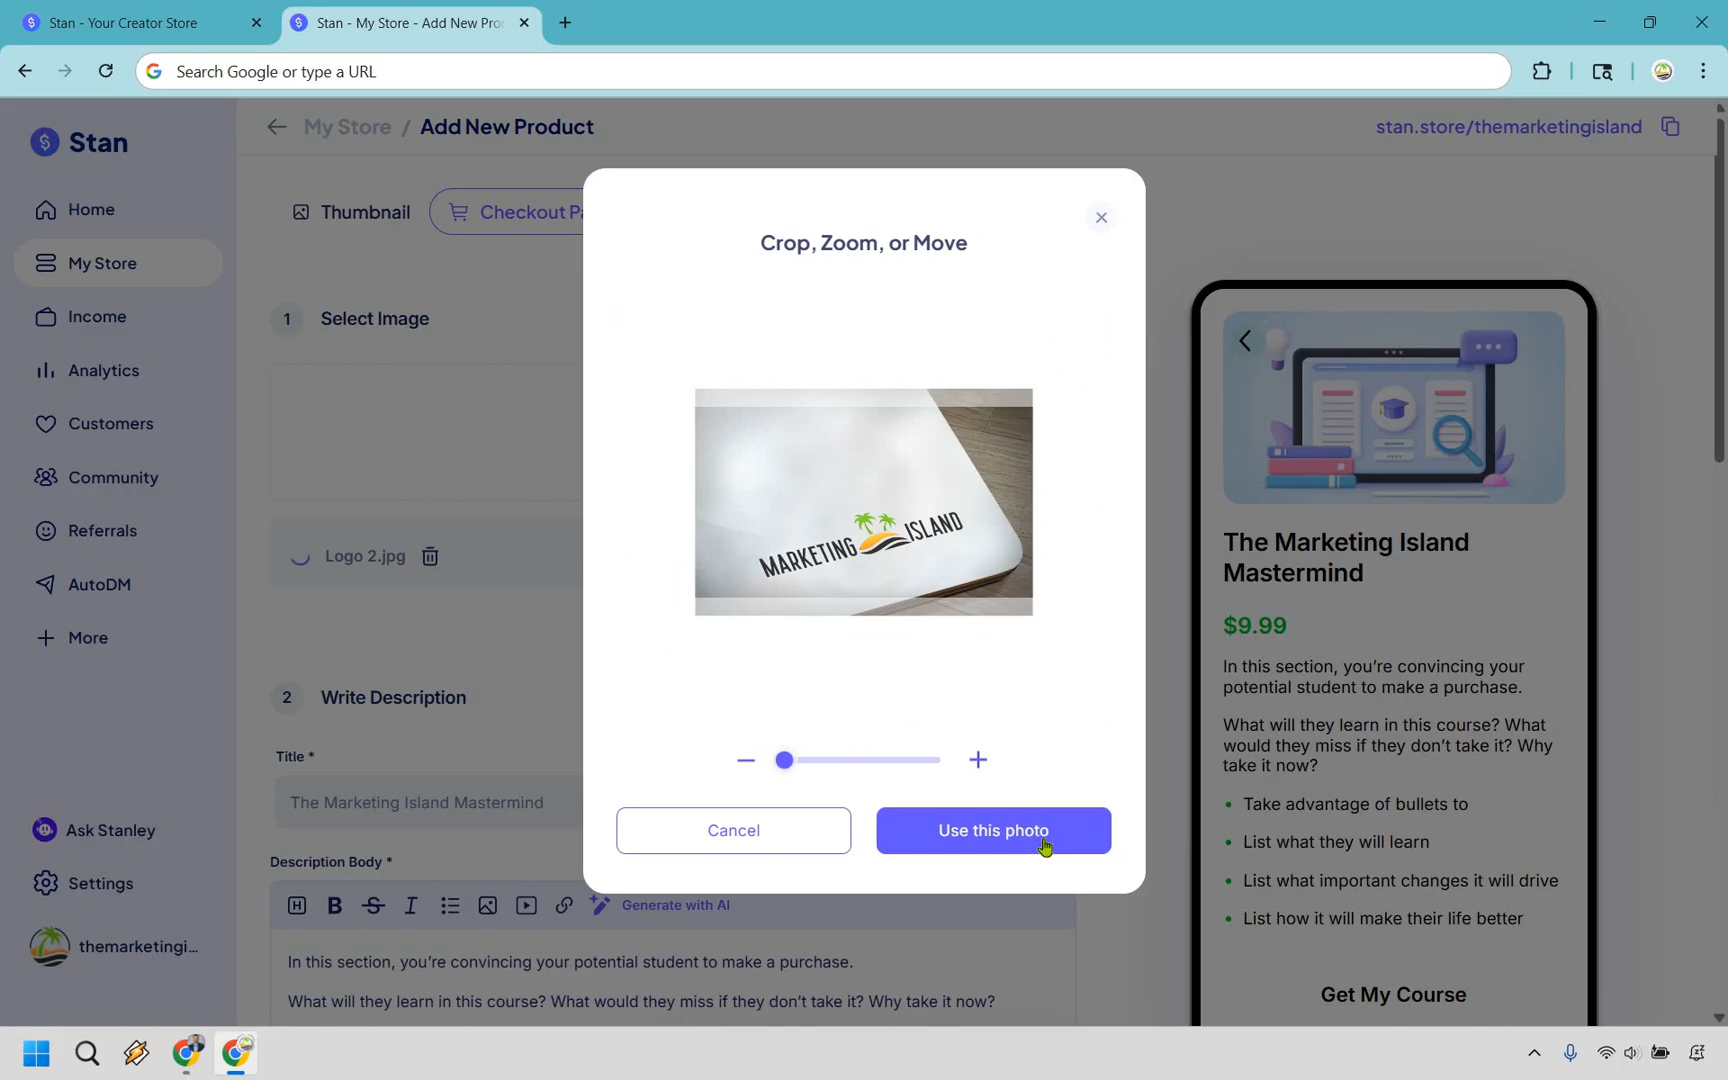 Stan - Your Creator Store
Stan - My Store - Add New Pro
Search Google or type a URL
Stan
My Store / Add New Product
stan.store/themarketingisland
Home
My Store
Income
Analytics
Customers
Community
Referrals
AutoDM
More
Ask Stanley
Settings
themarketingi...
Thumbnail
Checkout Pa
1 Select Image
Logo 2.jpg
2 Write Description
Title *
The Marketing Island Mastermind
Description Body *
Generate with AI
In this section, you're convincing your potential student to make a purchase.
What will they learn in this course? What would they miss if they don't take it? Why take it now?
Crop, Zoom, or Move
MARKETING ISLAND
Cancel
Use this photo
The Marketing Island
Mastermind
$9.99
In this section, you're convincing your
potential student to make a purchase.
What will they learn in this course? What
would they miss if they don't take it? Why
take it now?
• Take advantage of bullets to
• List what they will learn
• List what important changes it will drive
• List how it will make their life better
Get My Course